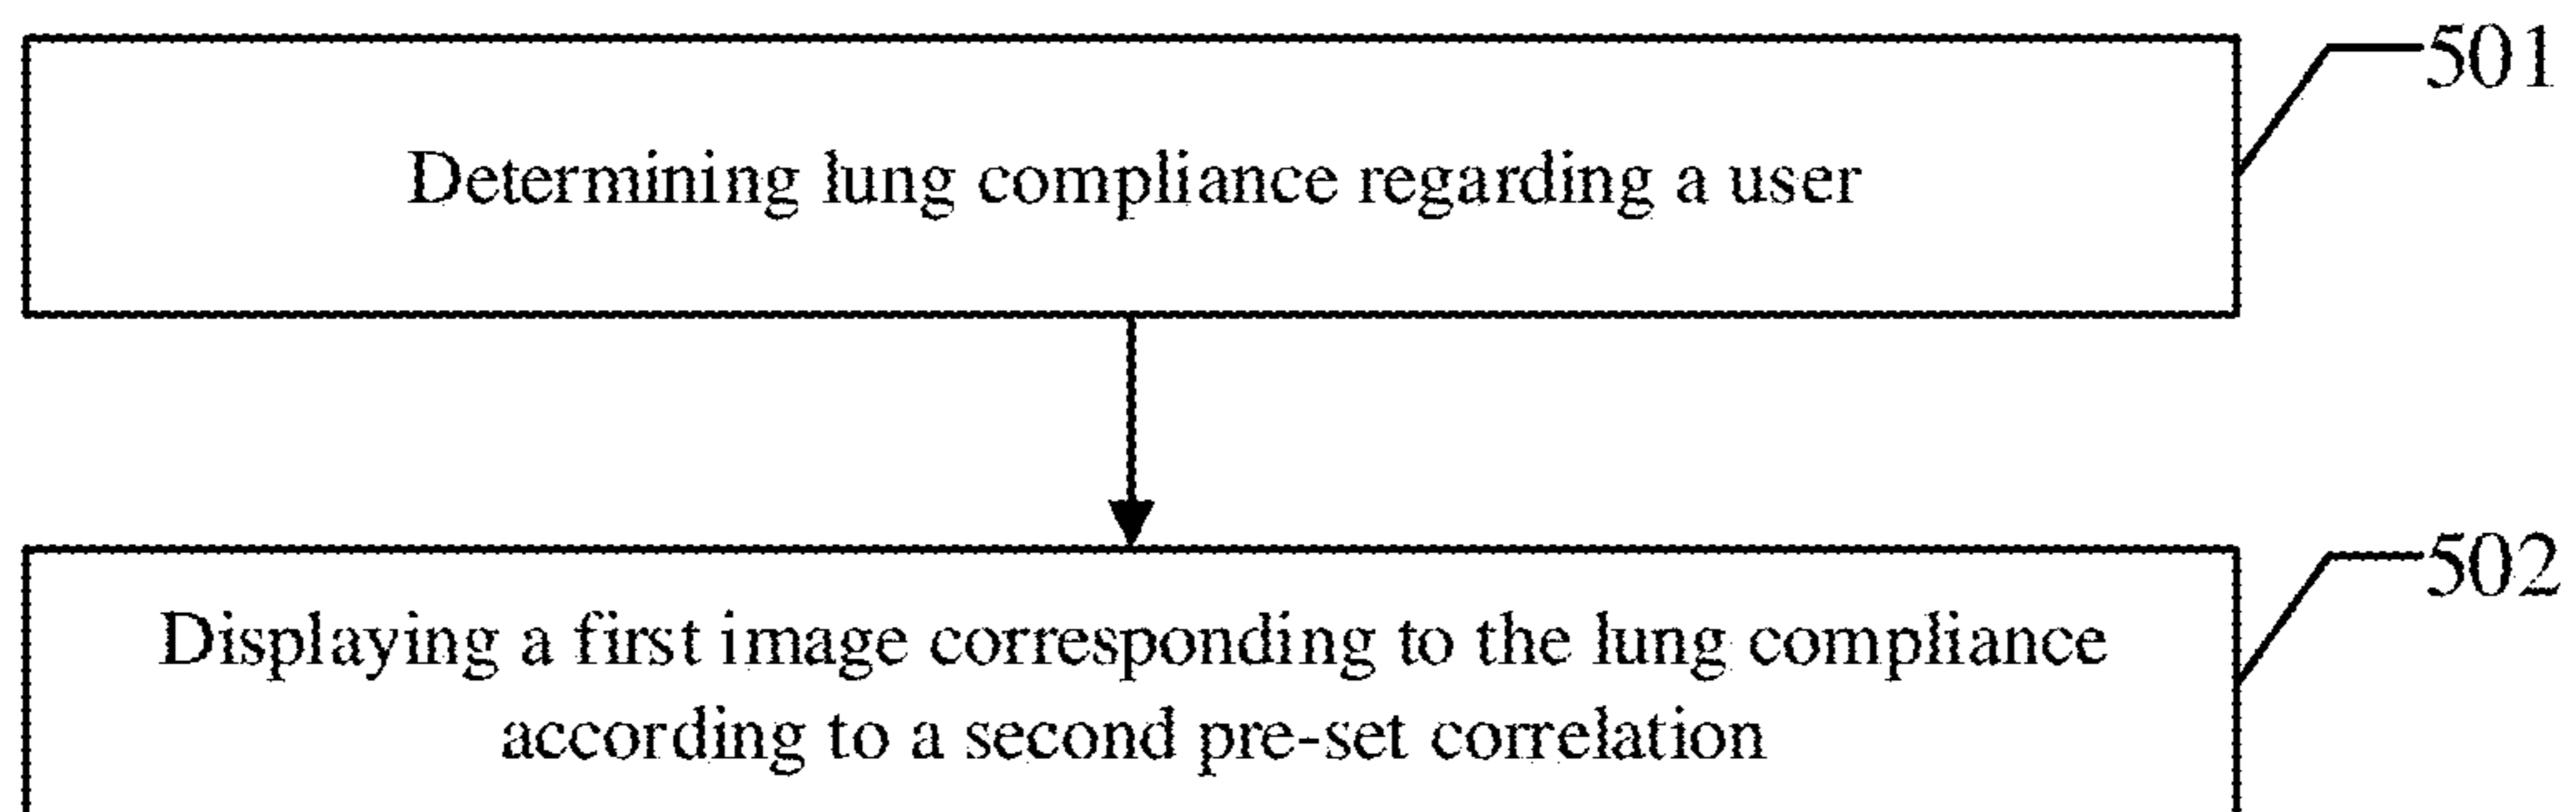 501
Determining lung compliance regarding a user
502
Displaying a first image corresponding to the lung compliance
according to a second pre-set correlation